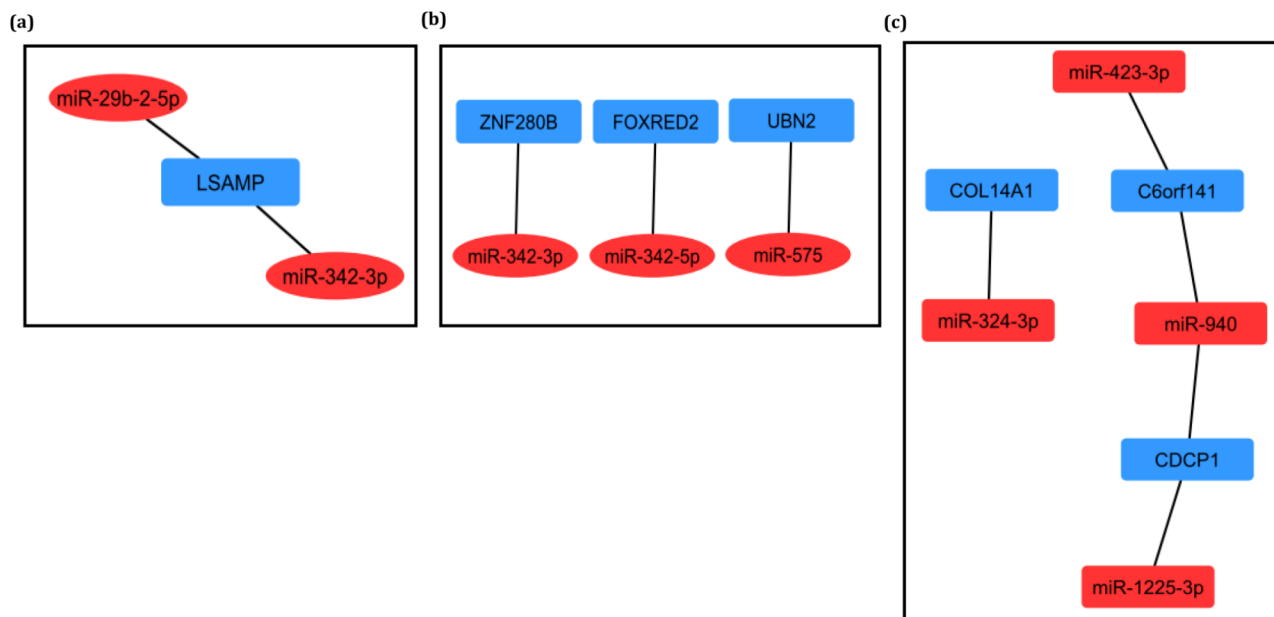 (a)
miR-29b-2-5p
LSAMP
miR-342-3p
(b)
ZNF280B
FOXRED2
UBN2
miR-342-3p
miR-342-5p
miR-575
(c)
miR-423-3p
COL14A1
C6orf141
miR-324-3p
miR-940
CDCP1
miR-1225-3p